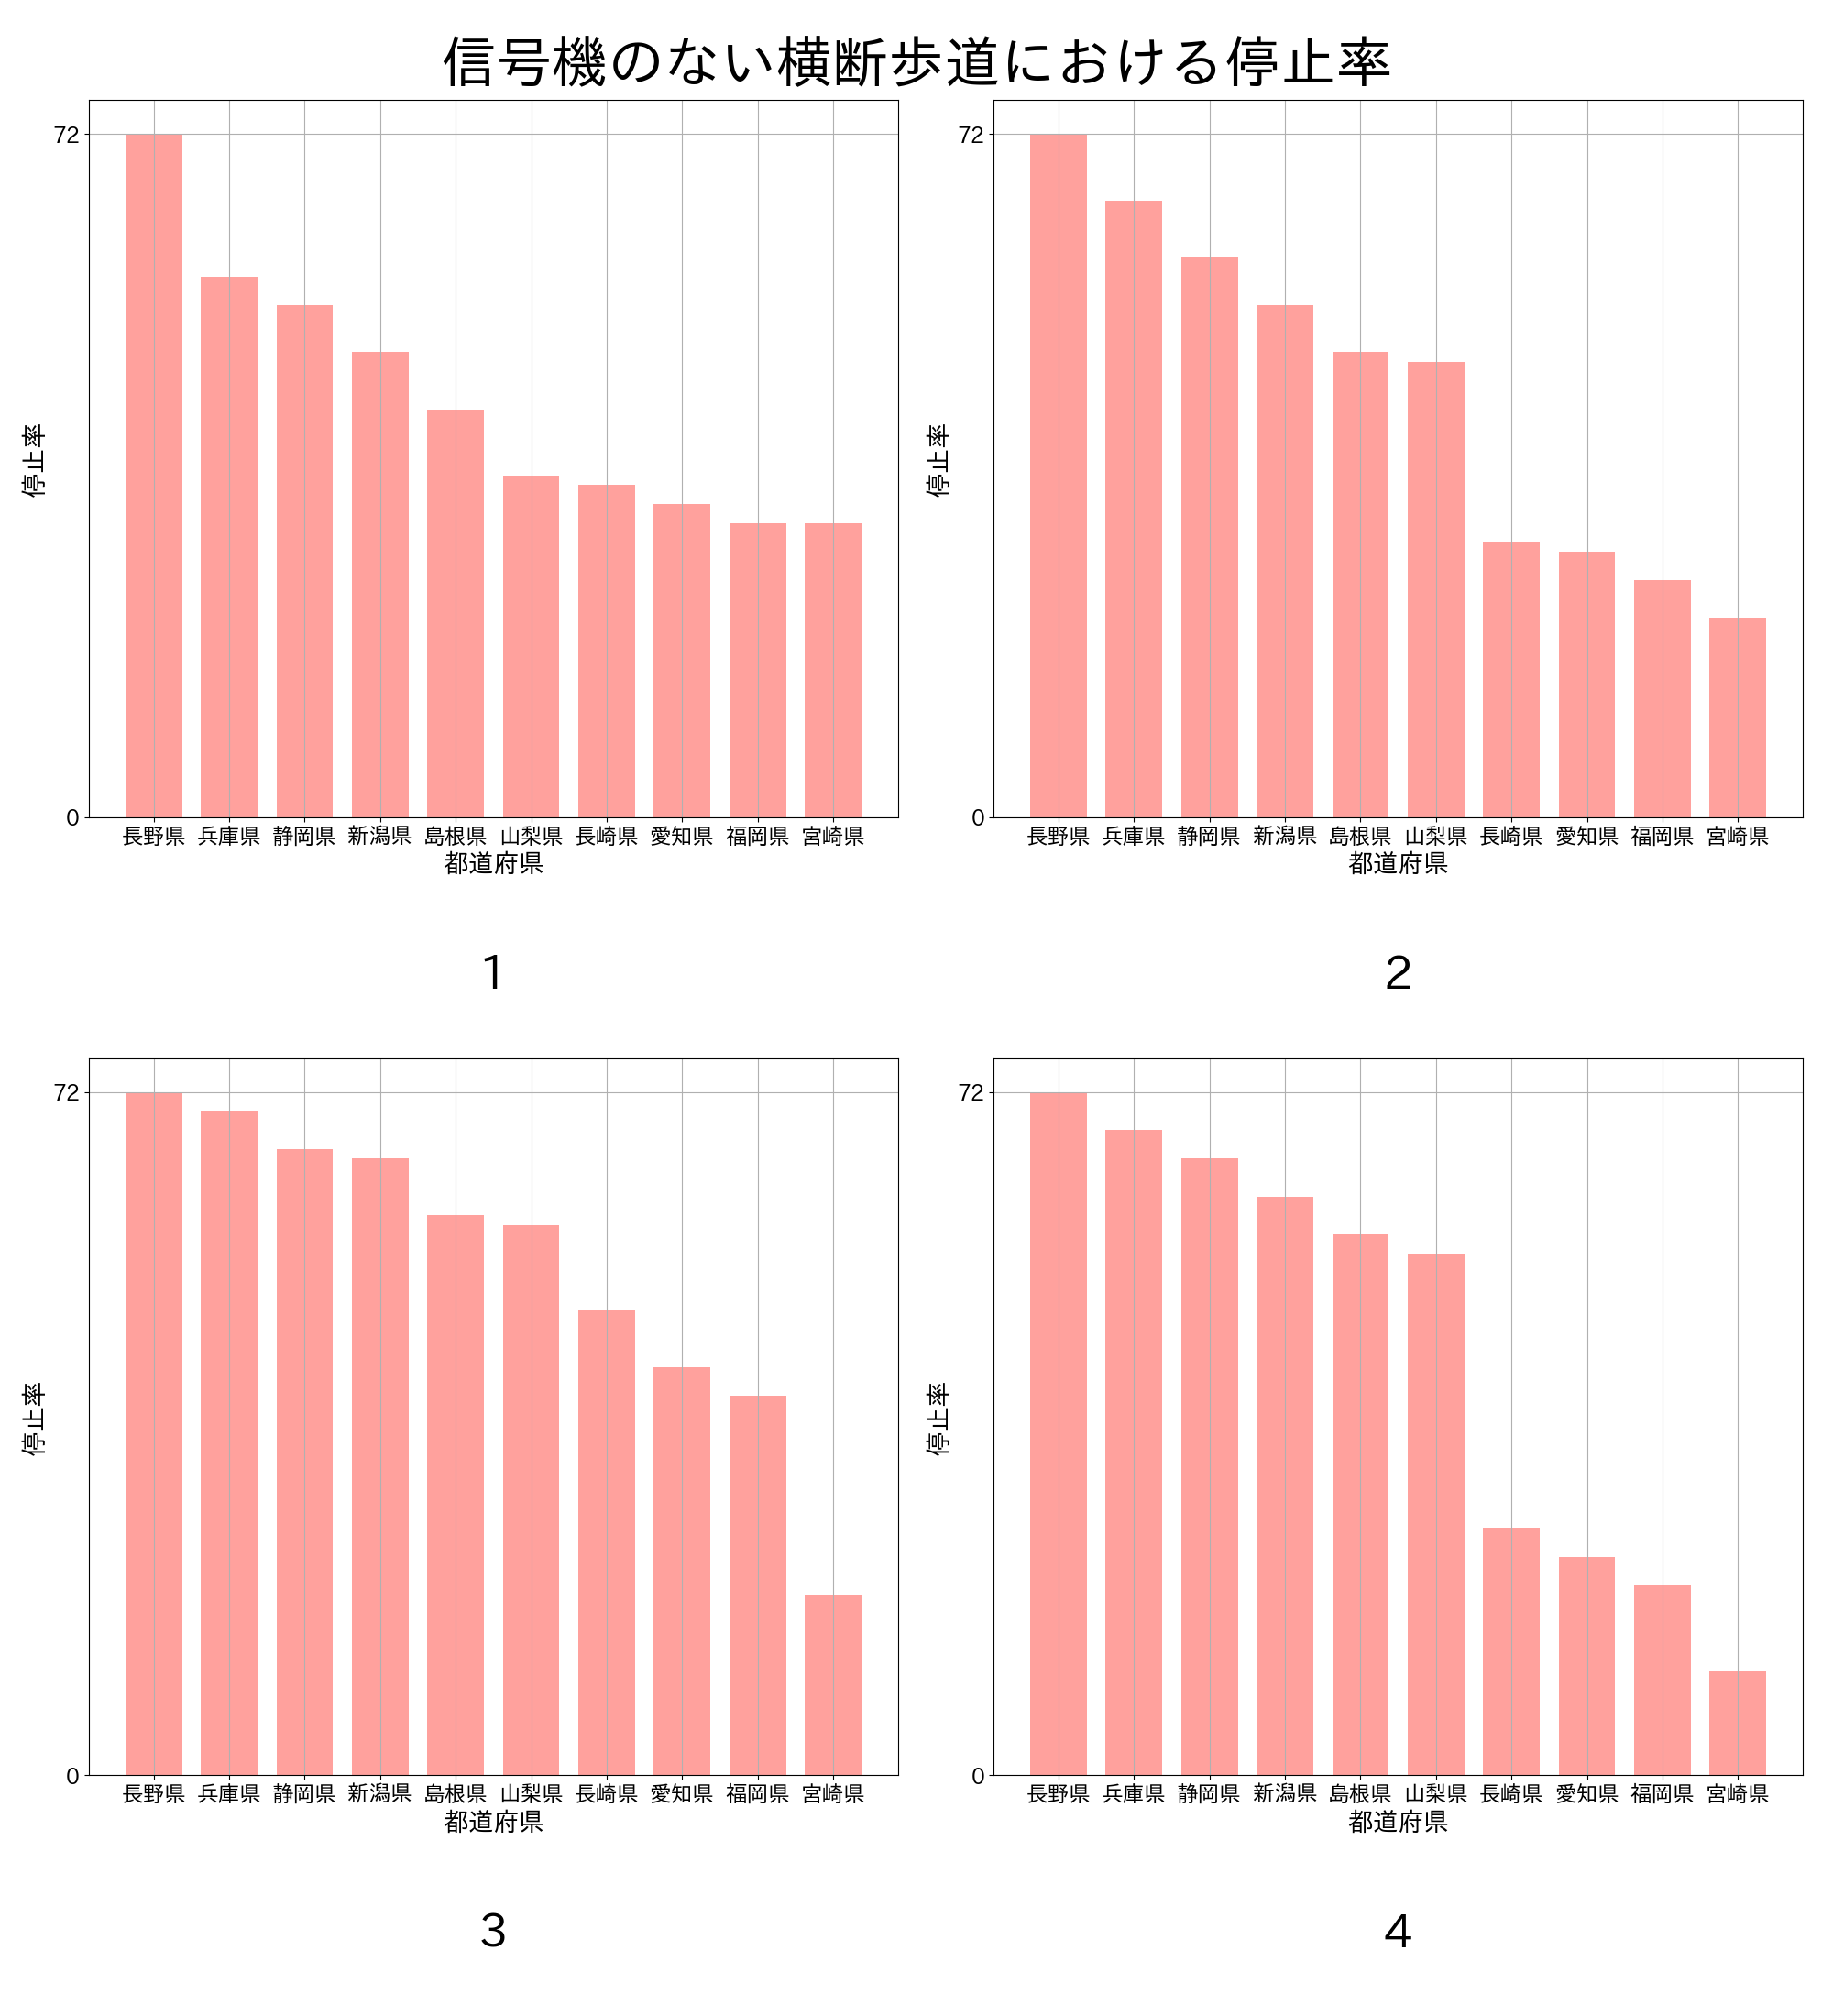 信号機のない横断歩道における停止率
72
0
停止率
長野県 兵庫県 静岡県 新潟県 島根県 山梨県 長崎県 愛知県 福岡県 宮崎県
都道府県
1
72
0
停止率
長野県 兵庫県 静岡県 新潟県 島根県 山梨県 長崎県 愛知県 福岡県 宮崎県
都道府県
2
72
0
停止率
長野県 兵庫県 静岡県 新潟県 島根県 山梨県 長崎県 愛知県 福岡県 宮崎県
都道府県
3
72
0
停止率
長野県 兵庫県 静岡県 新潟県 島根県 山梨県 長崎県 愛知県 福岡県 宮崎県
都道府県
4